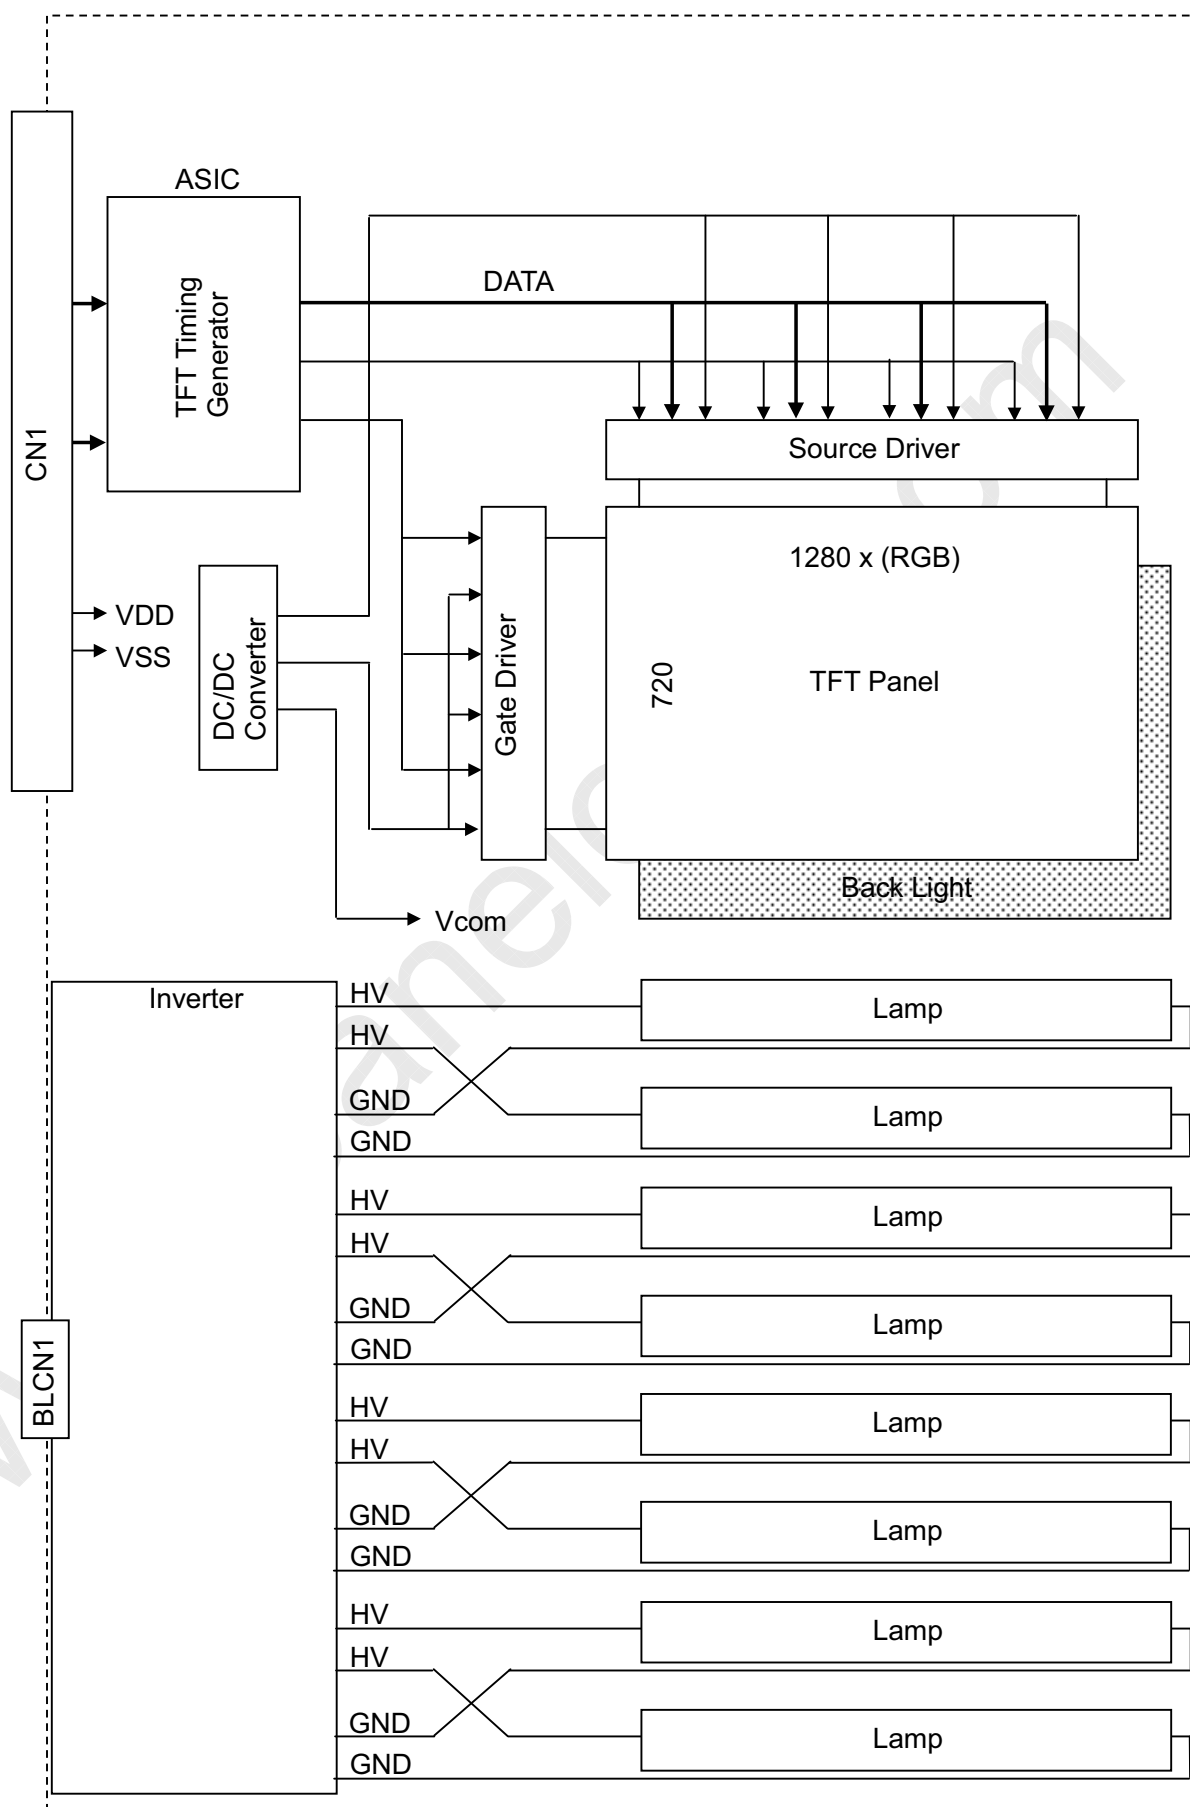 ASIC
TFT Timing
Generator
CN1
DATA
Source Driver
1280 x (RGB)
720
TFT Panel
Gate Driver
VDD
VSS
DC/DC
Converter
Back Light
Vcom
Inverter
BLCN1
HV
Lamp
HV
GND
Lamp
GND
HV
Lamp
HV
GND
Lamp
GND
HV
Lamp
HV
GND
Lamp
GND
HV
Lamp
HV
GND
Lamp
GND